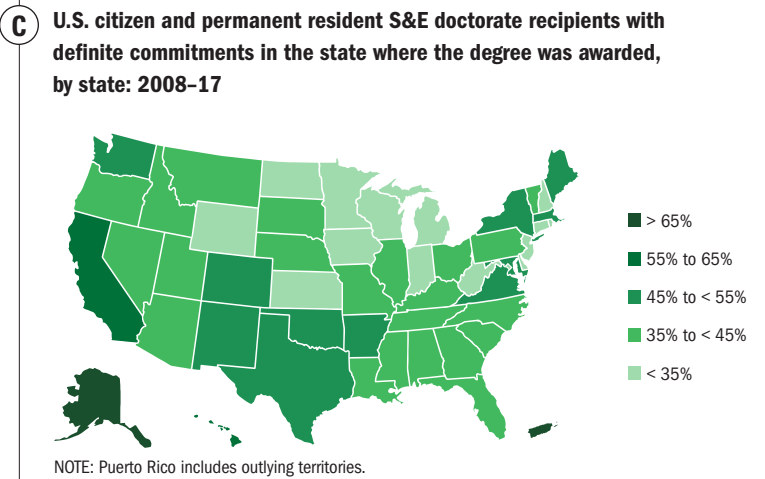 C
U.S. citizen and permanent resident S&E doctorate recipients with
definite commitments in the state where the degree was awarded,
by state: 2008–17
> 65%
55% to 65%
45% to < 55%
35% to < 45%
< 35%
NOTE: Puerto Rico includes outlying territories.